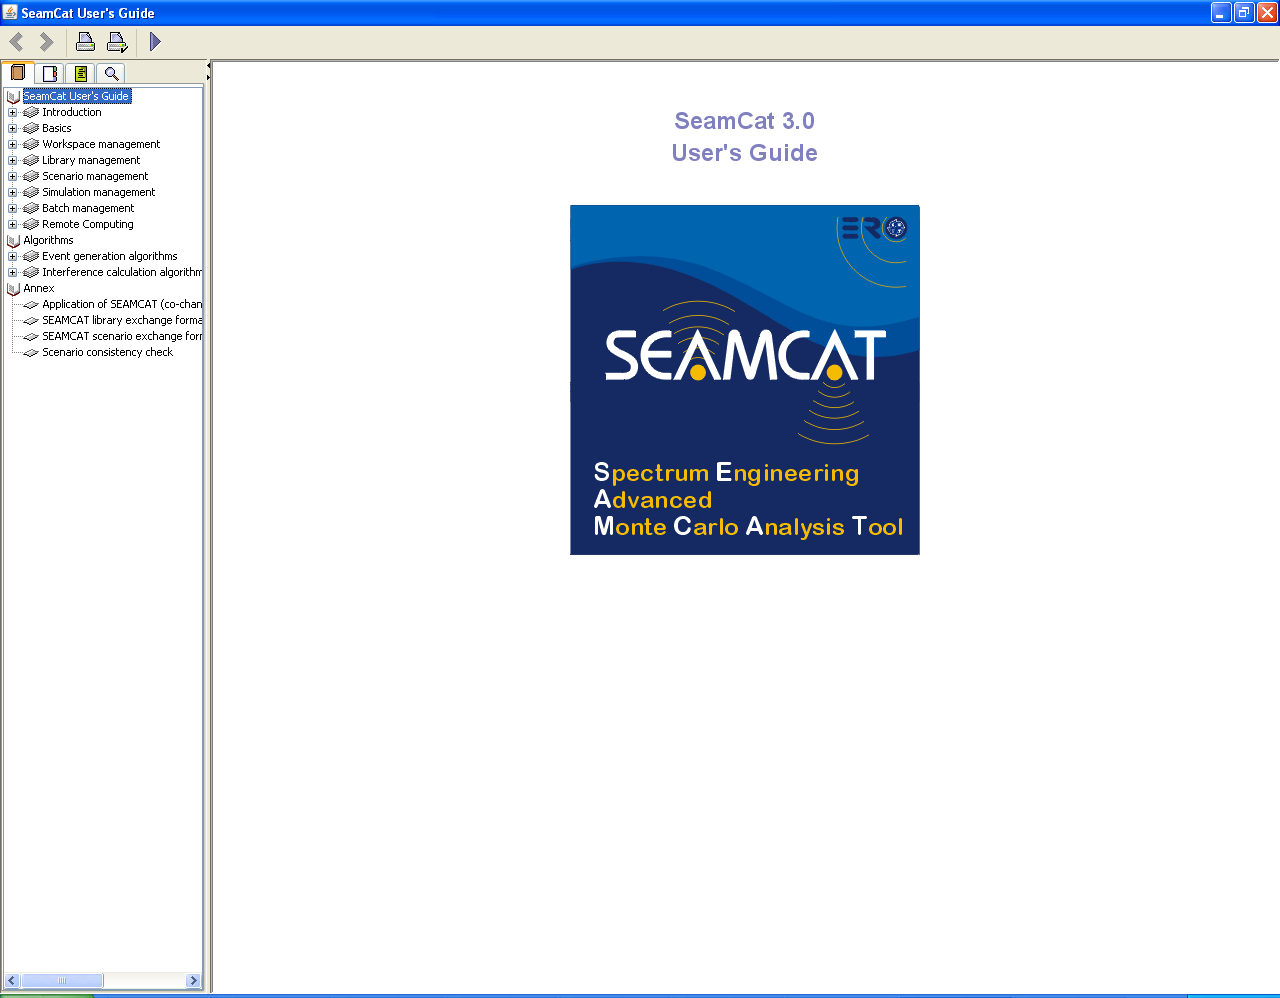 SeamCat User's Guide
SeamCat User's Guide
Introduction
Basics
Workspace management
Library management
Scenario management
Simulation management
Batch management
Remote Computing
Algorithms
Event generation algorithms
Interference calculation algorithm
Annex
Application of SEAMCAT (co-chan
SEAMCAT library exchange forma
SEAMCAT scenario exchange for
Scenario consistency check
SeamCat 3.0
User's Guide
ERO
SEAMCAT
Spectrum Engineering
Advanced
Monte Carlo Analysis Tool